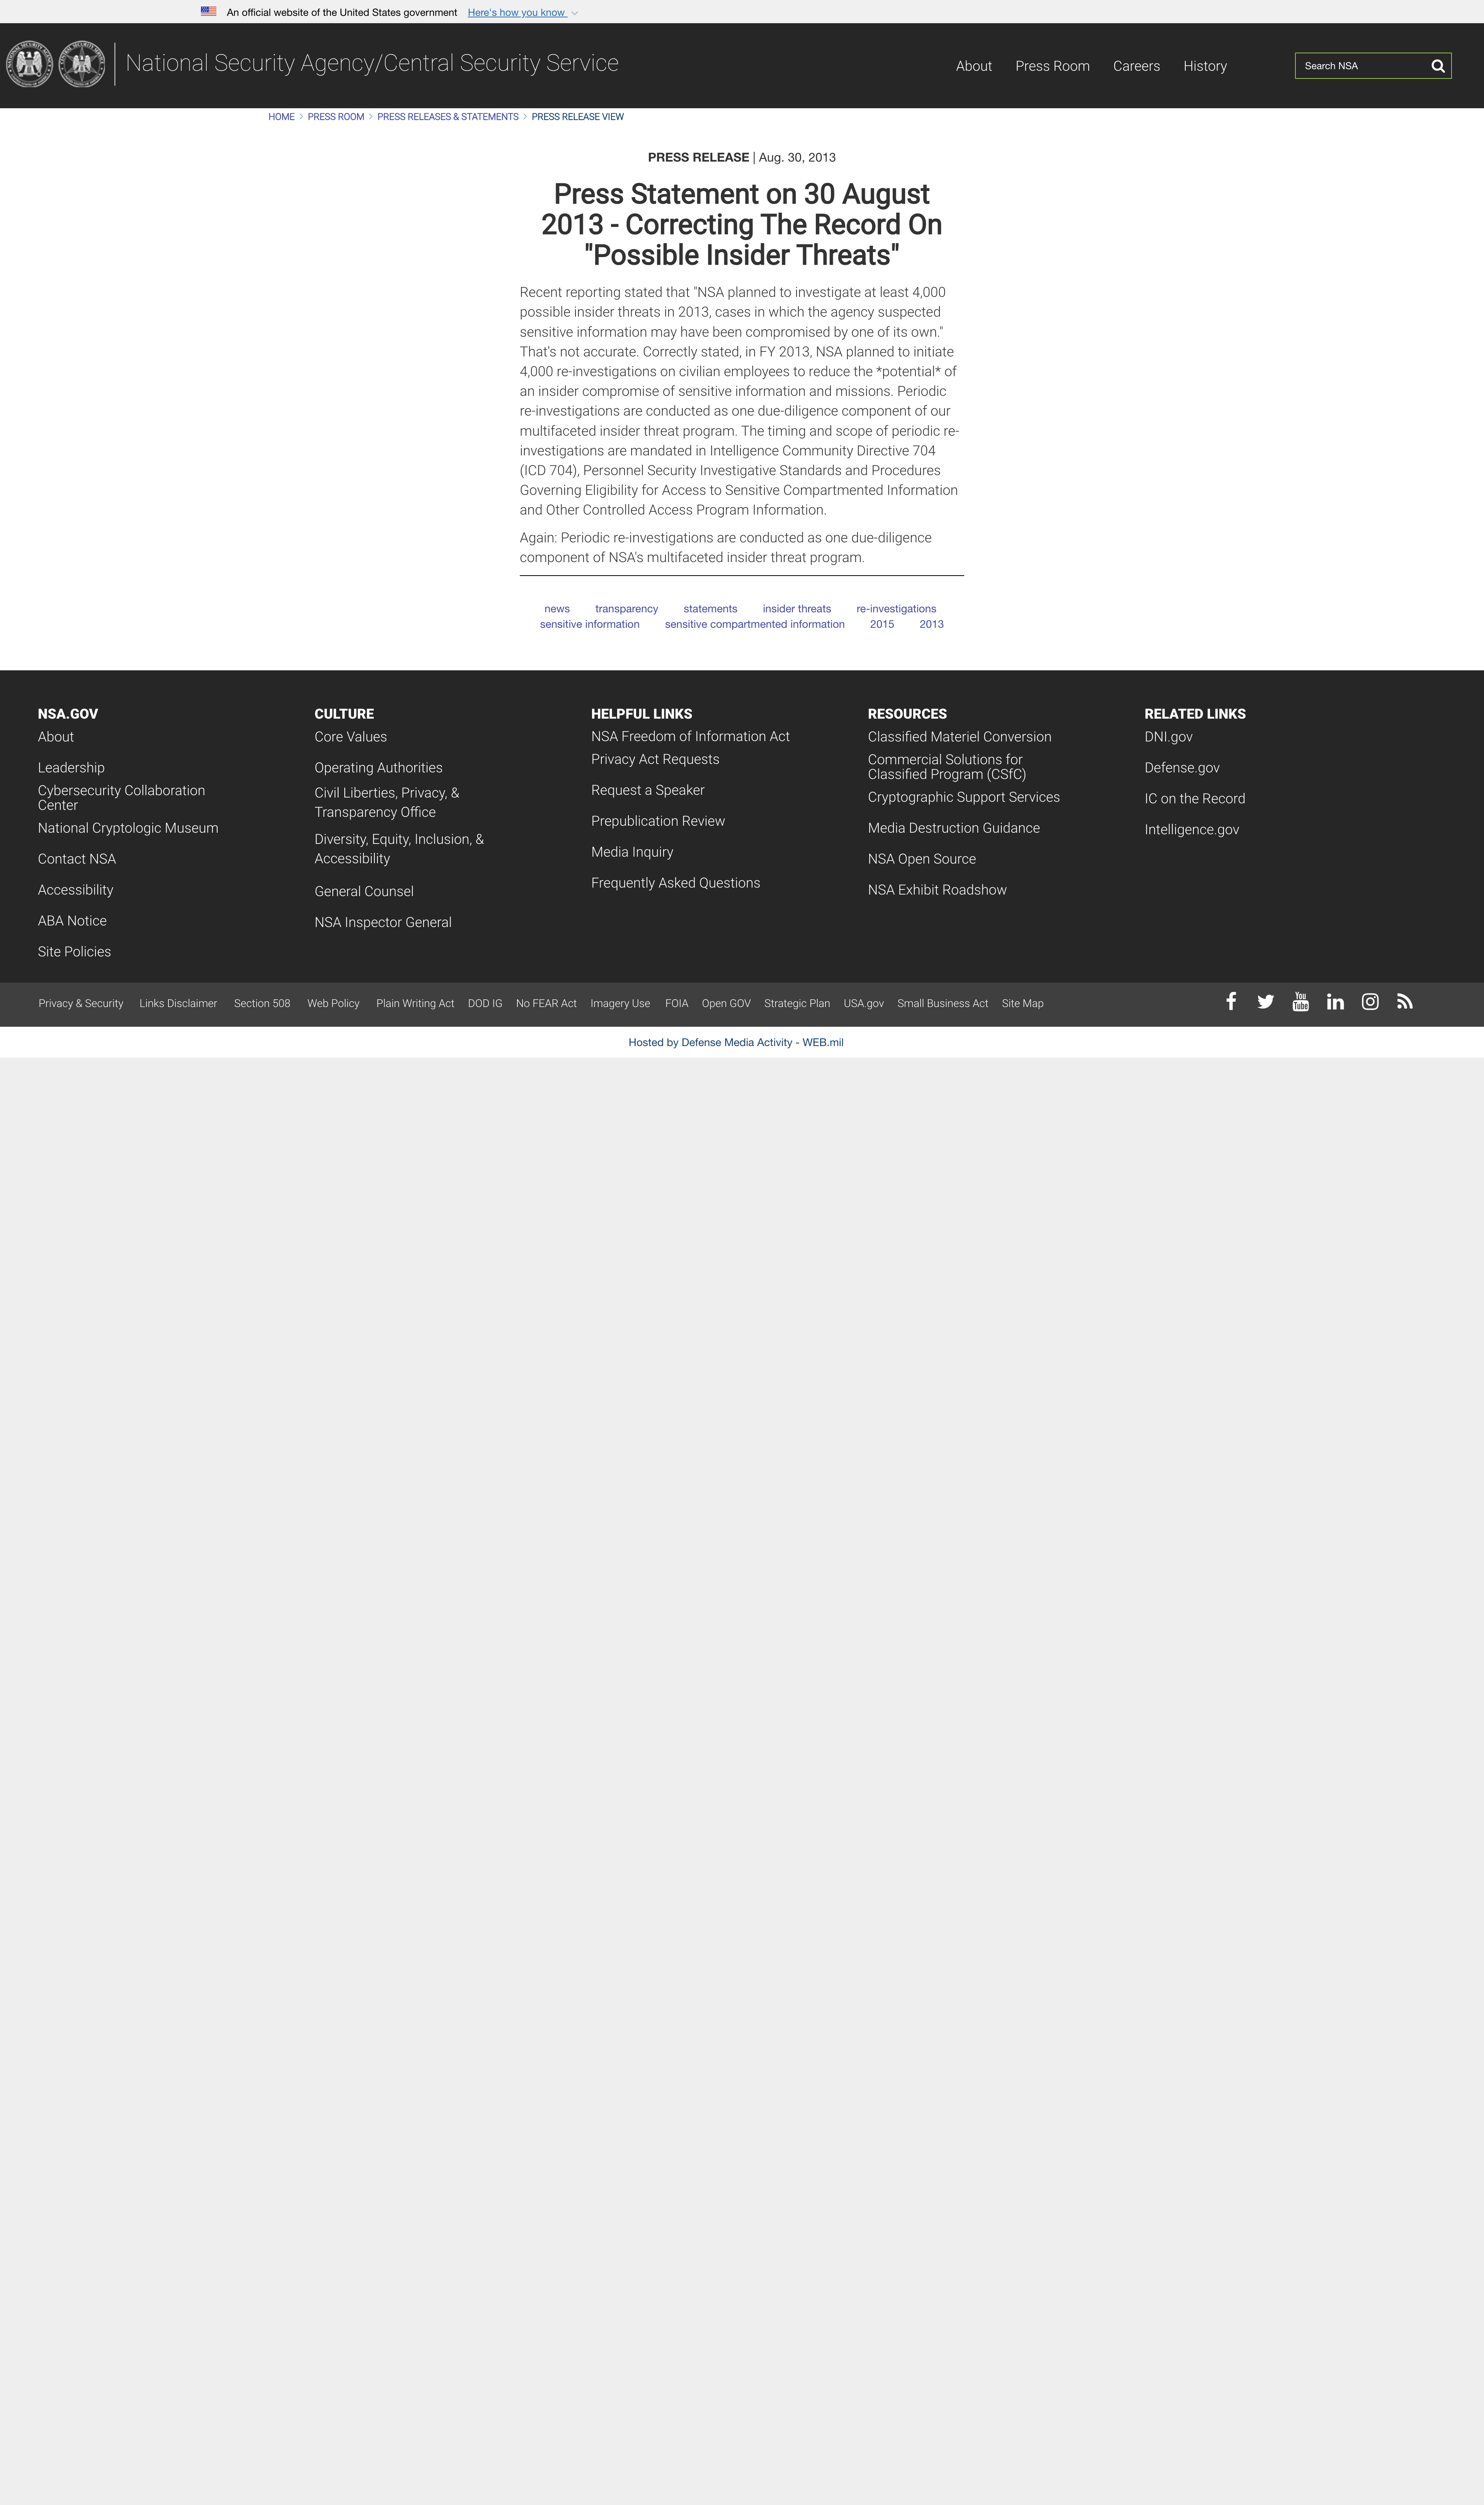 An official website of the United States government Here's how you know
National Security Agency/Central Security Service
About Press Room Careers History
Search NSA
HOME PRESS ROOM PRESS RELEASES & STATEMENTS PRESS RELEASE VIEW
PRESS RELEASE | Aug. 30, 2013
Press Statement on 30 August
2013 - Correcting The Record On
"Possible Insider Threats"
Recent reporting stated that "NSA planned to investigate at least 4,000
possible insider threats in 2013, cases in which the agency suspected
sensitive information may have been compromised by one of its own."
That's not accurate. Correctly stated, in FY 2013, NSA planned to initiate
4,000 re-investigations on civilian employees to reduce the *potential* of
an insider compromise of sensitive information and missions. Periodic
re-investigations are conducted as one due-diligence component of our
multifaceted insider threat program. The timing and scope of periodic re-
investigations are mandated in Intelligence Community Directive 704
(ICD 704), Personnel Security Investigative Standards and Procedures
Governing Eligibility for Access to Sensitive Compartmented Information
and Other Controlled Access Program Information.
Again: Periodic re-investigations are conducted as one due-diligence
component of NSA's multifaceted insider threat program.
news transparency statements insider threats re-investigations
sensitive information sensitive compartmented information 2015 2013
NSA.GOV
About
Leadership
Cybersecurity Collaboration
Center
National Cryptologic Museum
Contact NSA
Accessibility
ABA Notice
Site Policies
CULTURE
Core Values
Operating Authorities
Civil Liberties, Privacy, &
Transparency Office
Diversity, Equity, Inclusion, &
Accessibility
General Counsel
NSA Inspector General
HELPFUL LINKS
NSA Freedom of Information Act
Privacy Act Requests
Request a Speaker
Prepublication Review
Media Inquiry
Frequently Asked Questions
RESOURCES
Classified Materiel Conversion
Commercial Solutions for
Classified Program (CSfC)
Cryptographic Support Services
Media Destruction Guidance
NSA Open Source
NSA Exhibit Roadshow
RELATED LINKS
DNI.gov
Defense.gov
IC on the Record
Intelligence.gov
Privacy & Security Links Disclaimer Section 508 Web Policy Plain Writing Act DOD IG No FEAR Act Imagery Use FOIA Open GOV Strategic Plan USA.gov Small Business Act Site Map
Hosted by Defense Media Activity - WEB.mil